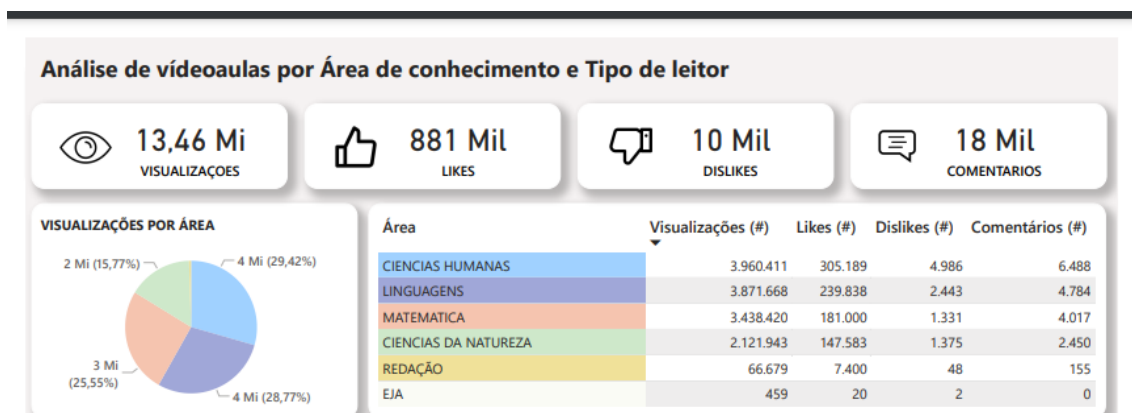 Análise de vídeoaulas por Área de conhecimento e Tipo de leitor
13,46 Mi
VISUALIZAÇOES
881 Mil
LIKES
10 Mil
DISLIKES
18 Mil
COMENTARIOS
VISUALIZAÇÕES POR ÁREA
2 Mi (15,77%)
4 Mi (29,42%)
3 Mi
(25,55%)
4 Mi (28,77%)
Área Visualizações (#) Likes (#) Dislikes (#) Comentários (#)
CIENCIAS HUMANAS 3.960.411 305.189 4.986 6.488
LINGUAGENS 3.871.668 239.838 2.443 4.784
MATEMATICA 3.438.420 181.000 1.331 4.017
CIENCIAS DA NATUREZA 2.121.943 147.583 1.375 2.450
REDAÇÃO 66.679 7.400 48 155
EJA 459 20 2 0